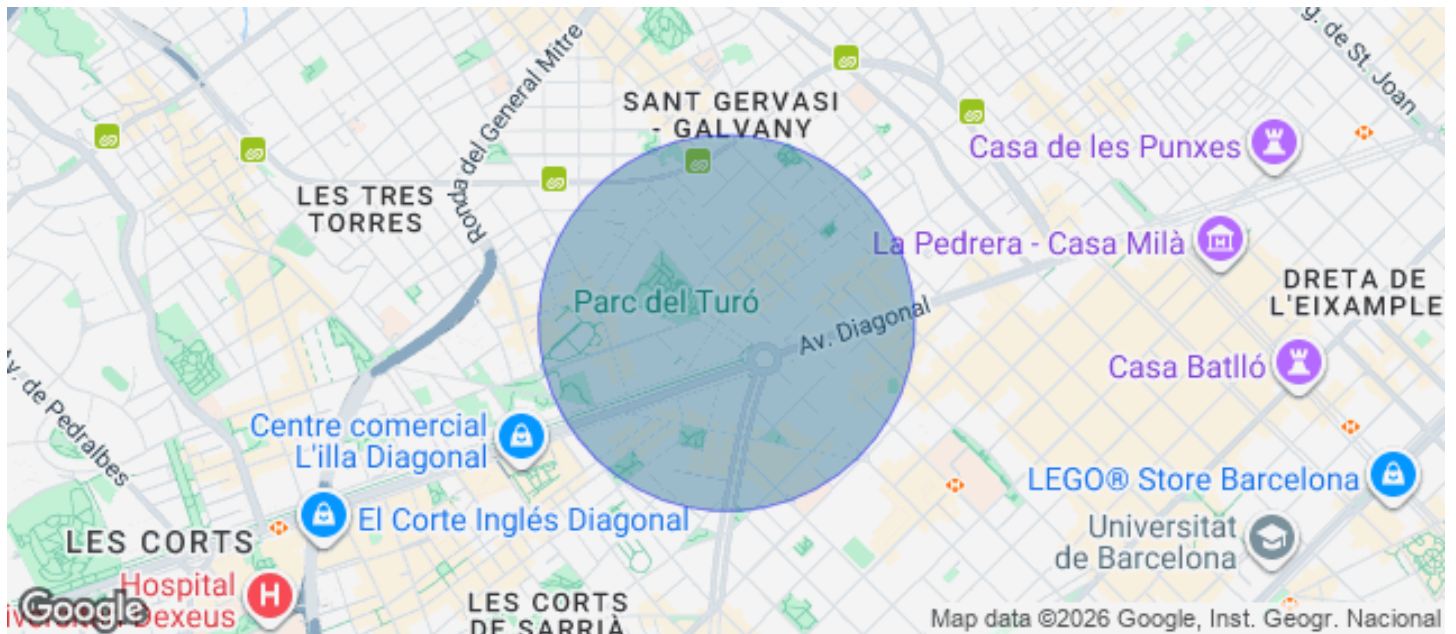 g. de St. Joan
Ronda del General Mitre
SANT GERVASI
- GALVANY
Casa de les Punxes
LES TRES
TORRES
La Pedrera - Casa Milà
DRETA DE
L'EIXAMPLE
Parc del Turó
Av. Diagonal
Casa Batlló
Av. de Pedralbes
Centre comercial
L'illa Diagonal
LEGO® Store Barcelona
El Corte Inglés Diagonal
Universitat
de Barcelona
LES CORTS
Hospital
Dexeus
H
LES CORTS
DE SARRIÀ
Google
Map data ©2026 Google, Inst. Geogr. Nacional